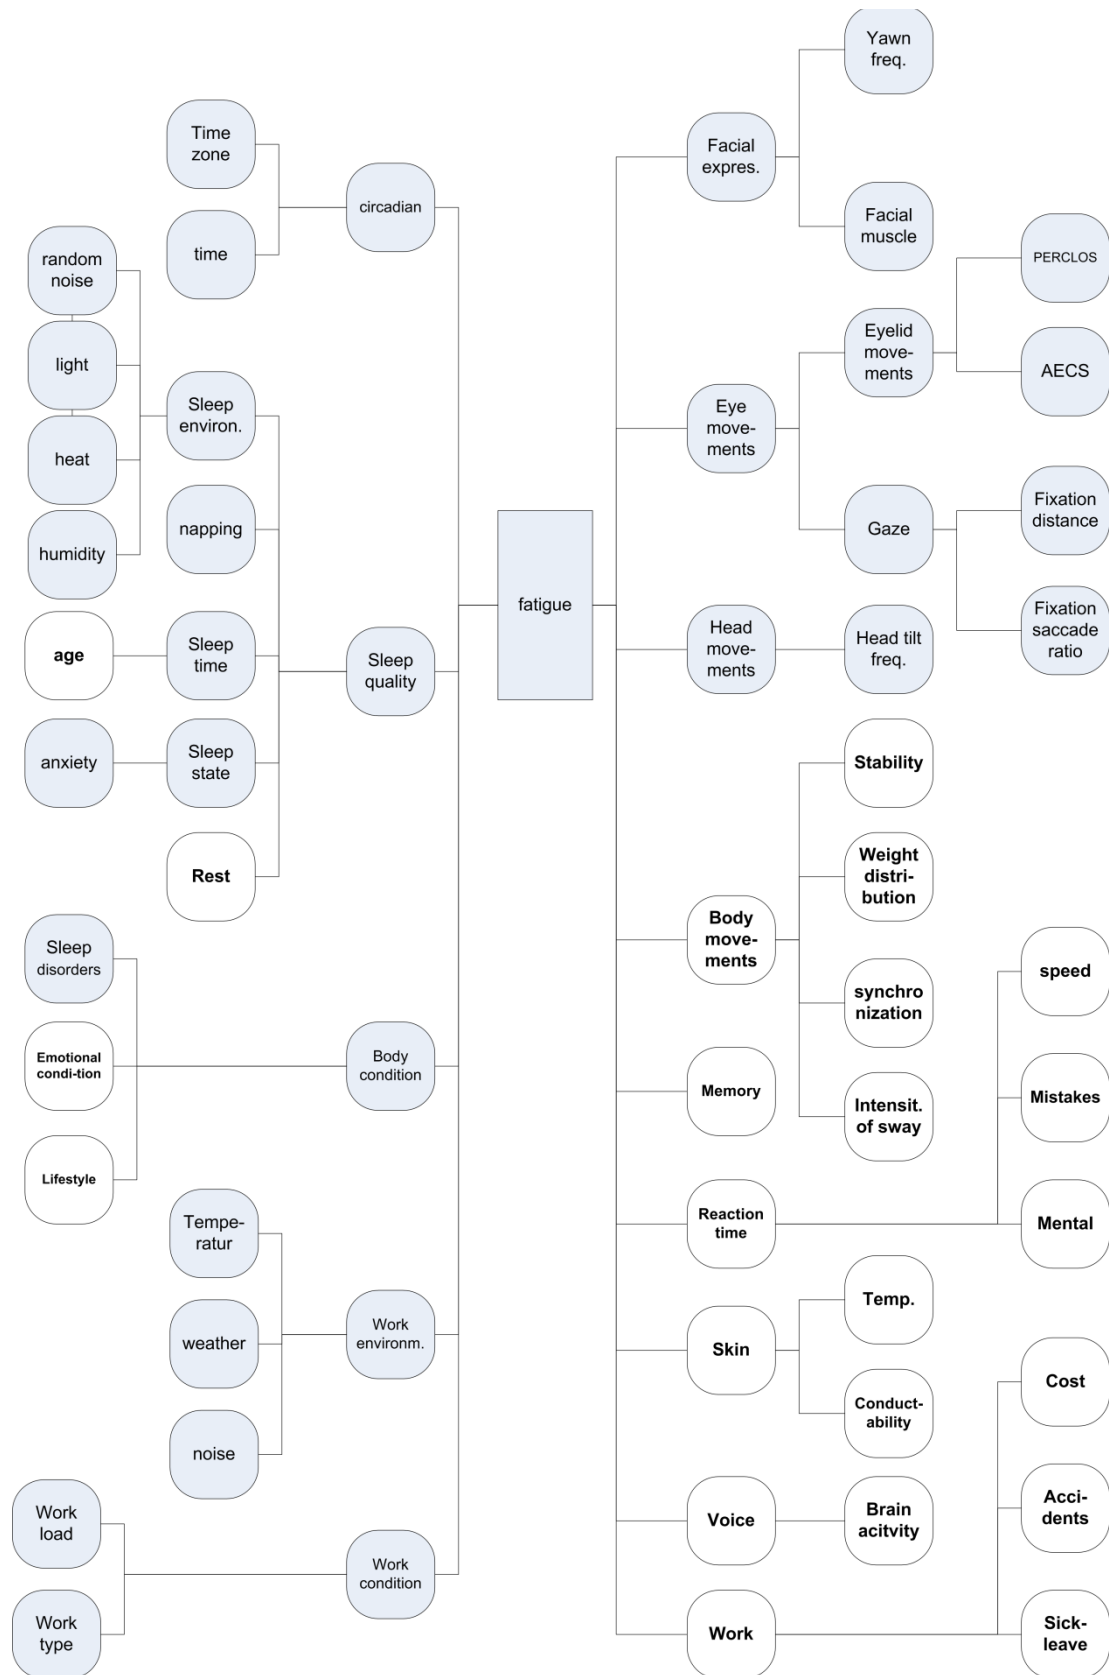 Time
zone
time
circadian
random
noise
light
heat
humidity
Sleep
environ.
napping
age
Sleep
time
anxiety
Sleep
state
Rest
Sleep
quality
Sleep
disorders
Emotional
condi-tion
Lifestyle
Body
condition
Tempe-
ratur
weather
noise
Work
environm.
Work
load
Work
type
Work
condition
fatigue
Facial
expres.
Yawn
freq.
Facial
muscle
Eye
move-
ments
Eyelid
move-
ments
PERCLOS
AECS
Gaze
Fixation
distance
Fixation
saccade
ratio
Head
move-
ments
Head tilt
freq.
Body
move-
ments
Stability
Weight
distri-
bution
synchro
nization
Intensit.
of sway
Memory
Reaction
time
speed
Mistakes
Mental
Skin
Temp.
Conduct-
ability
Voice
Brain
acitvity
Work
Cost
Acci-
dents
Sick-
leave